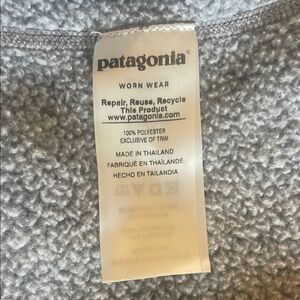 patagonia®
WORN WEAR
Repair, Reuse, Recycle
This Product
www.patagonia.com
100% POLYESTER
EXCLUSIVE OF TRIM
MADE IN THAILAND
FABRIQUÉ EN THAÏLANDE
HECHO EN TAILANDIA